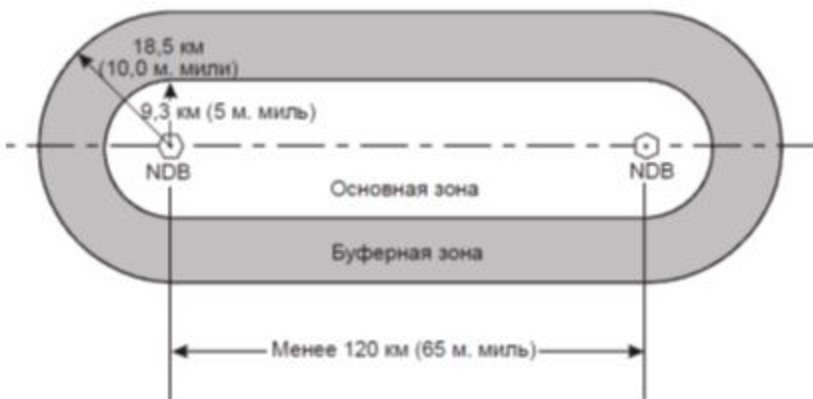 18,5 км
(10,0 м. мили)
9,3 км (5 м. миль)
NDB
NDB
Основная зона
Буферная зона
Менее 120 км (65 м. миль)